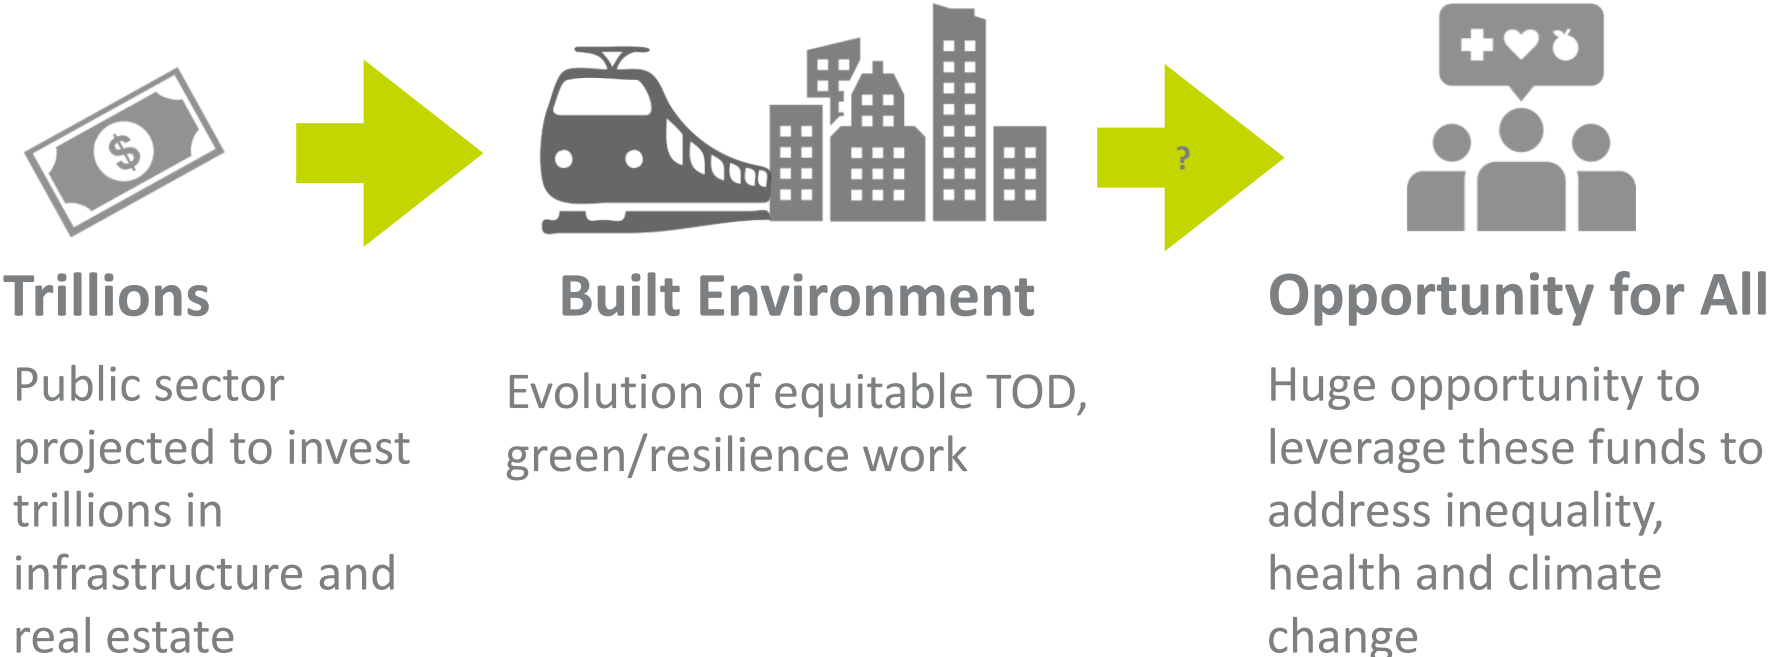 $
?
Trillions
Public sector
projected to invest
trillions in
infrastructure and
real estate
Built Environment
Evolution of equitable TOD,
green/resilience work
Opportunity for All
Huge opportunity to
leverage these funds to
address inequality,
health and climate
change